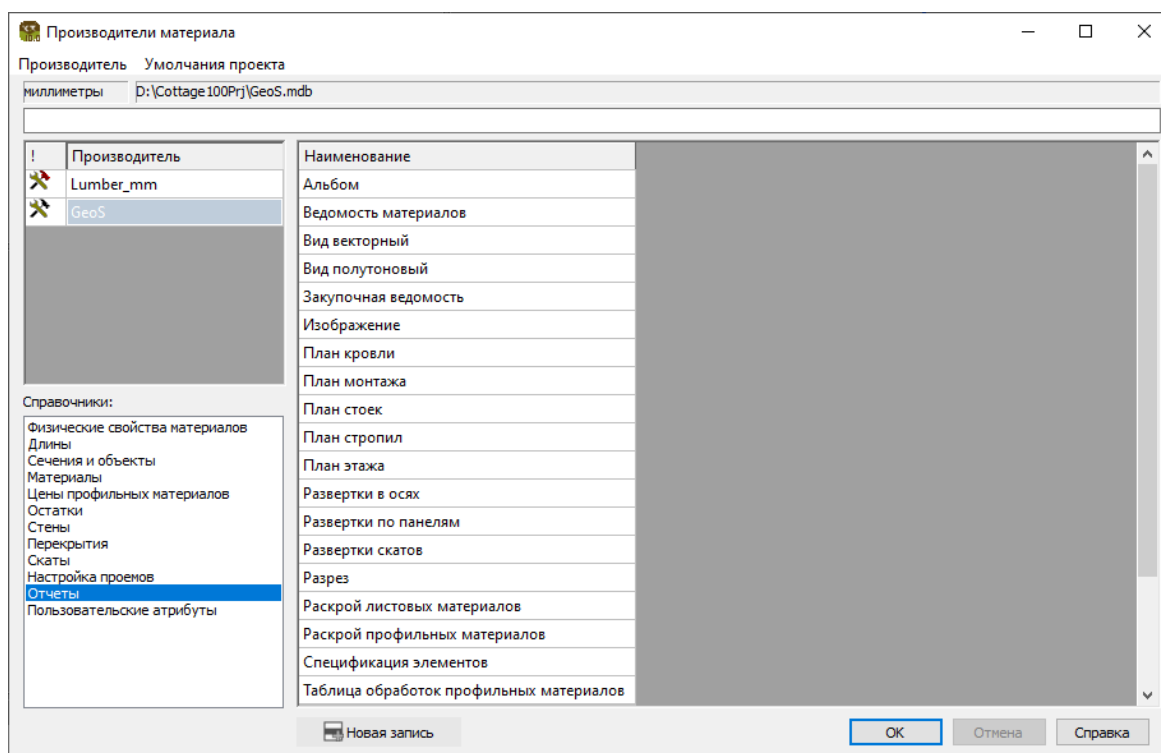 Производители материала
Производитель Умолчания проекта
миллиметры D:\Cottage100Prj\GeoS.mdb
! Производитель
Lumber_mm
GeoS
Справочники:
Физические свойства материалов
Длины
Сечения и объекты
Материалы
Цены профильных материалов
Остатки
Стены
Перекрытия
Скаты
Настройка проемов
Отчеты
Пользовательские атрибуты
Наименование
Альбом
Ведомость материалов
Вид векторный
Вид полутоновый
Закупочная ведомость
Изображение
План кровли
План монтажа
План стоек
План стропил
План этажа
Развертки в осях
Развертки по панелям
Развертки скатов
Разрез
Раскрой листовых материалов
Раскрой профильных материалов
Спецификация элементов
Таблица обработок профильных материалов
Новая запись
OK Отмена Справка